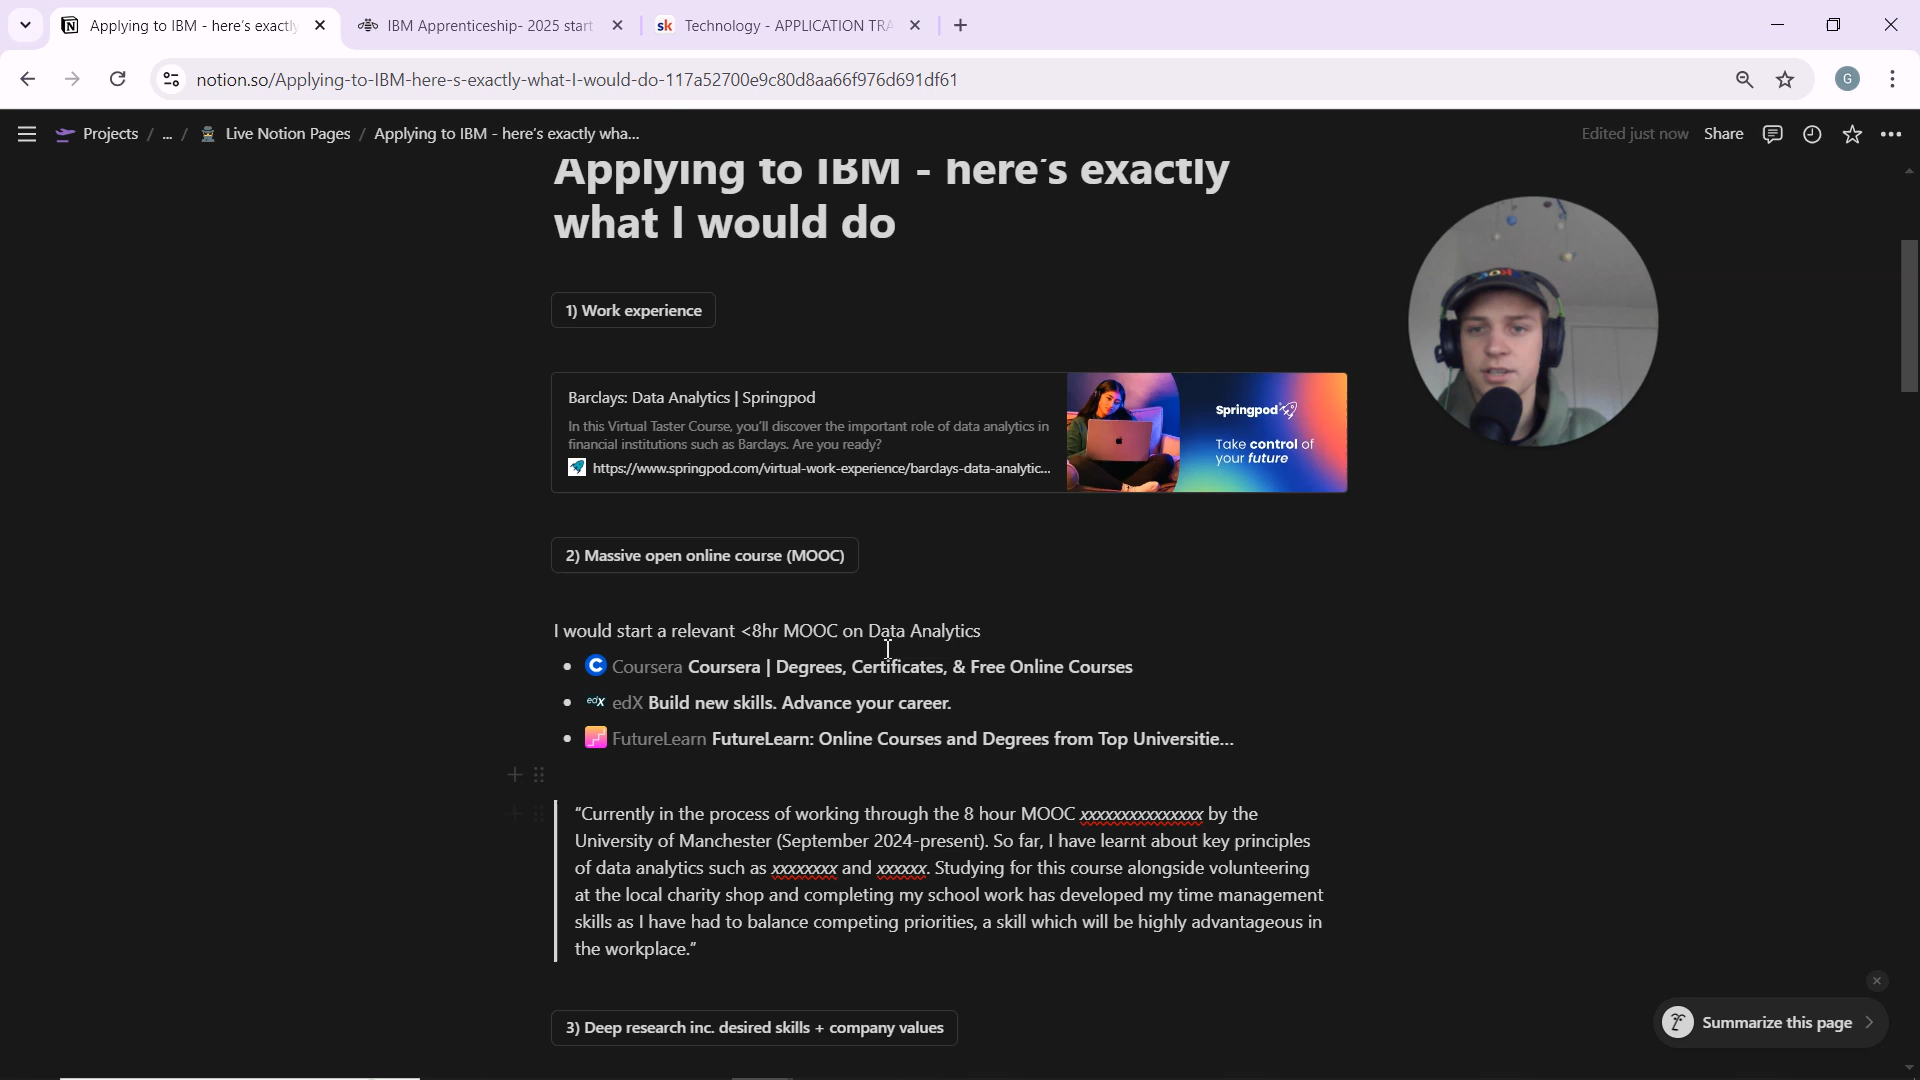 Applying to IBM - here's exactly
IBM Apprenticeship- 2025 start
sk Technology - APPLICATION TRA
notion.so/Applying-to-IBM-here-s-exactly-what-I-would-do-117a52700e9c80d8aa66f976d691df61
G
Projects / ... / Live Notion Pages / Applying to IBM - here's exactly wha...
Edited just now Share
Applying to IBM - here's exactly
what I would do
1) Work experience
Barclays: Data Analytics | Springpod
In this Virtual Taster Course, you'll discover the important role of data analytics in
financial institutions such as Barclays. Are you ready?
https://www.springpod.com/virtual-work-experience/barclays-data-analytic...
Springpod
Take control of
your future
2) Massive open online course (MOOC)
I would start a relevant <8hr MOOC on Data Analytics
Coursera Coursera | Degrees, Certificates, & Free Online Courses
edX edX Build new skills. Advance your career.
FutureLearn FutureLearn: Online Courses and Degrees from Top Universitie...
"Currently in the process of working through the 8 hour MOOC xxxxxxxxxxxxxxx by the
University of Manchester (September 2024-present). So far, I have learnt about key principles
of data analytics such as xxxxxxxx and xxxxxx. Studying for this course alongside volunteering
at the local charity shop and completing my school work has developed my time management
skills as I have had to balance competing priorities, a skill which will be highly advantageous in
the workplace."
3) Deep research inc. desired skills + company values
Summarize this page